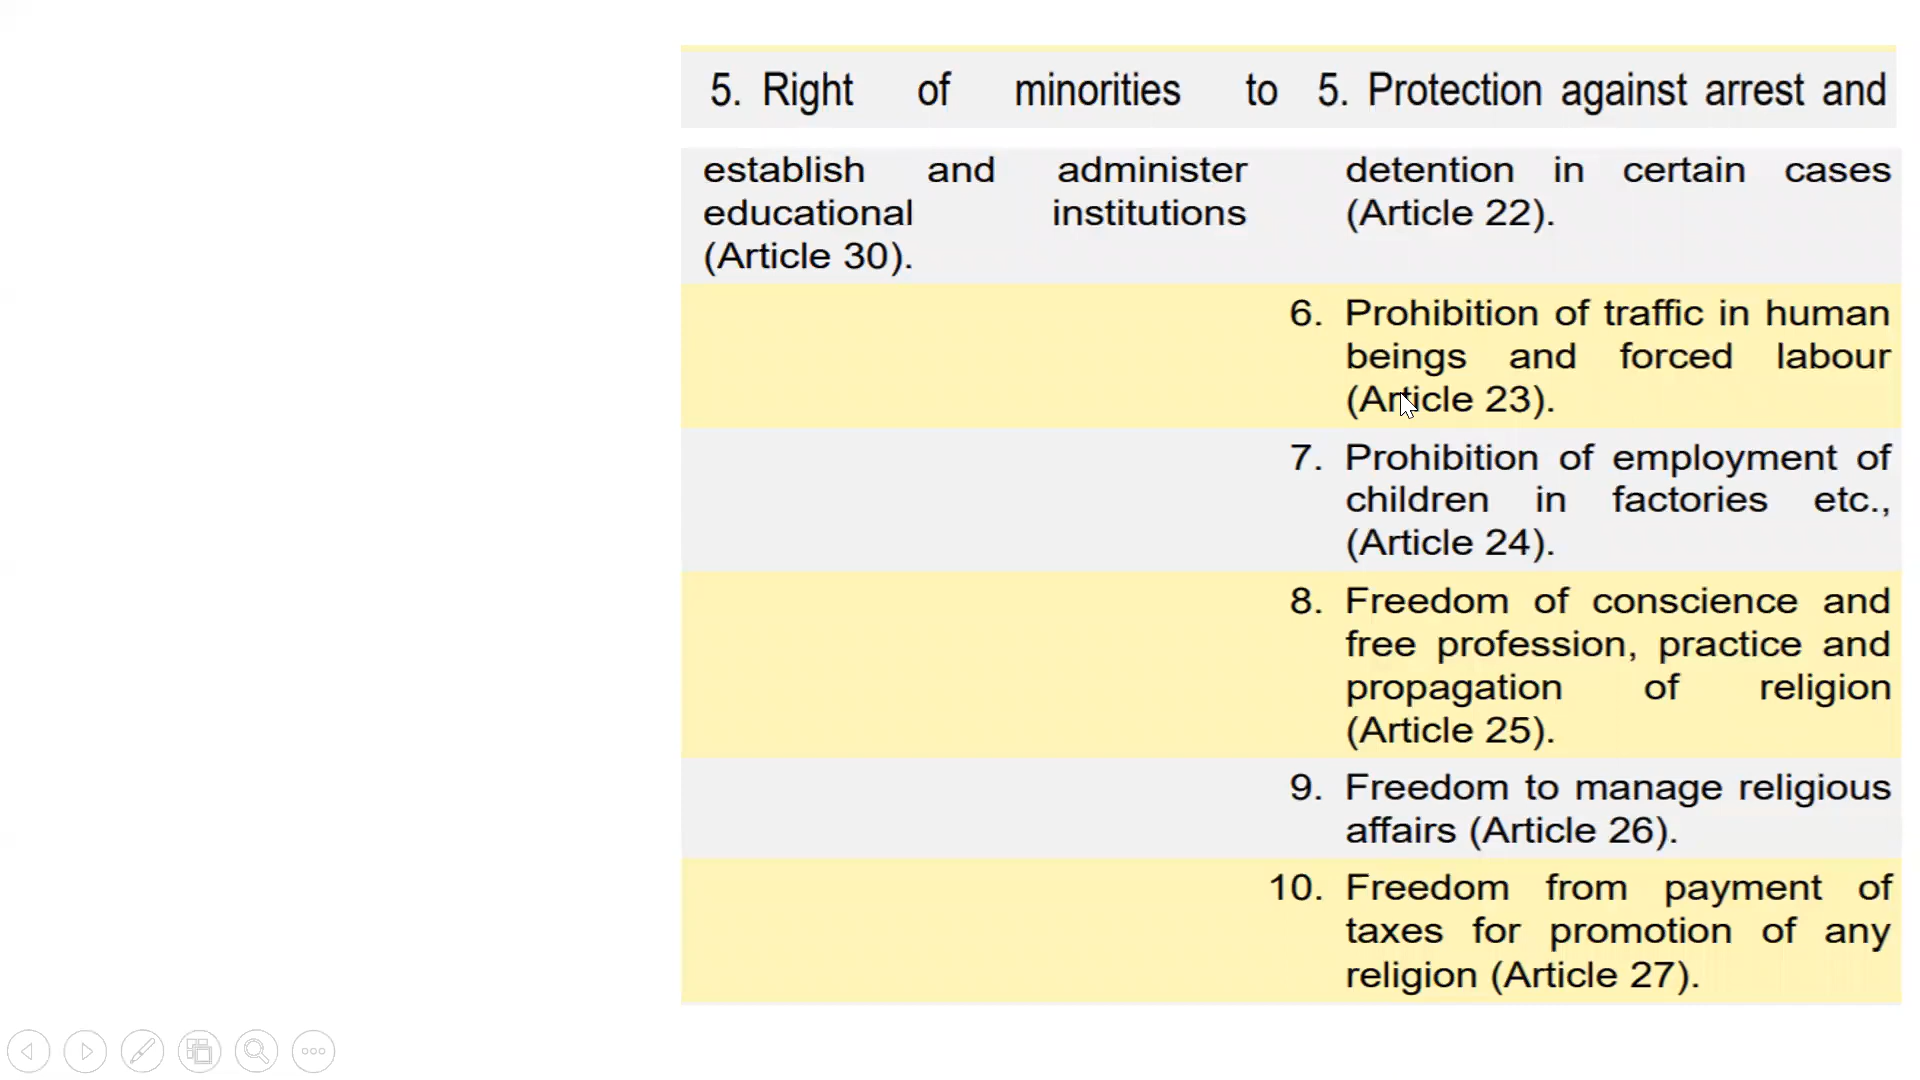 5. Right of minorities to 5. Protection against arrest and
establish and administer detention in certain cases
educational institutions (Article 22).
(Article 30).
6. Prohibition of traffic in human
beings and forced labour
(Article 23).
7. Prohibition of employment of
children in factories etc.,
(Article 24).
8. Freedom of conscience and
free profession, practice and
propagation of religion
(Article 25).
9. Freedom to manage religious
affairs (Article 26).
10. Freedom from payment of
taxes for promotion of any
religion (Article 27).